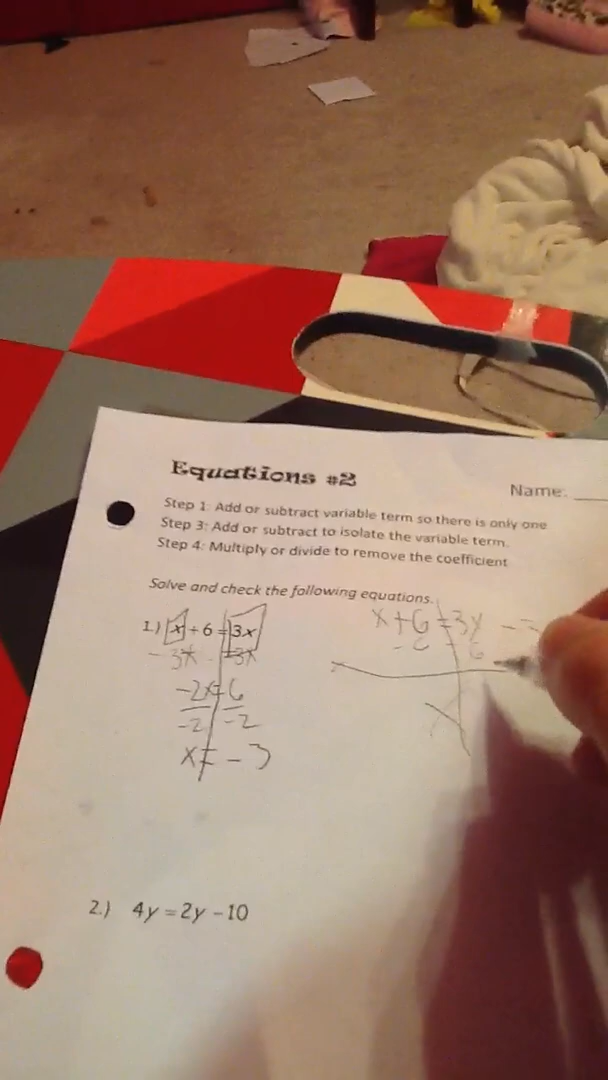 Equations #2
Name:
Step 1: Add or subtract variable term so there is only one
Step 3: Add or subtract to isolate the variable term.
Step 4: Multiply or divide to remove the coefficient
Solve and check the following equations.
1.) x + 6 = 3x
-3x -3x
-2x = 6
-2 -2
x = -3
x + 6 = 3x - 3
- 6
2.) 4y = 2y - 10